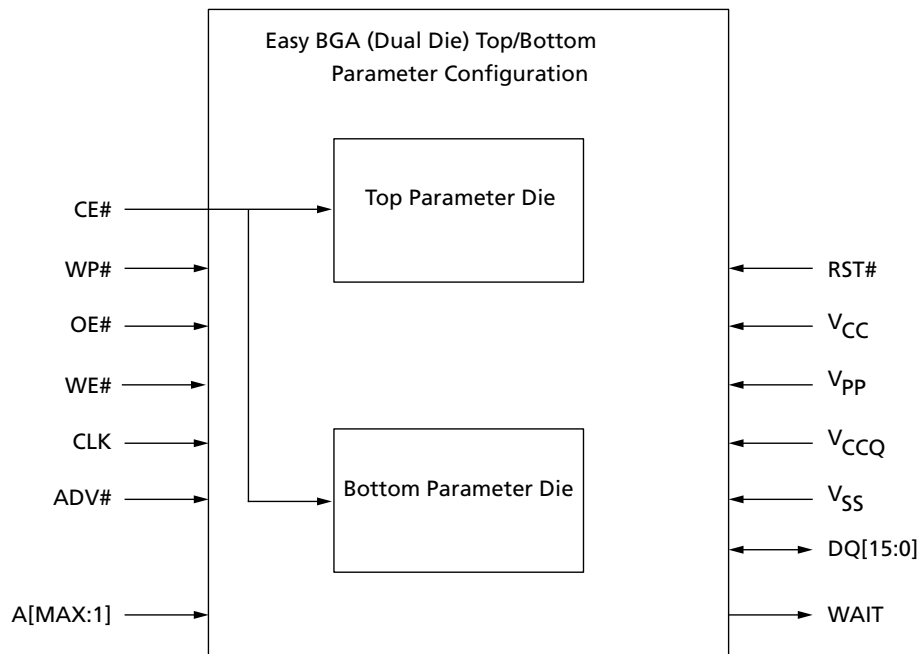 Easy BGA (Dual Die) Top/Bottom
Parameter Configuration
Top Parameter Die
CE#
WP#
OE#
WE#
CLK
ADV#
A[MAX:1]
Bottom Parameter Die
RST#
VCC
VPP
VCCQ
VSS
DQ[15:0]
WAIT